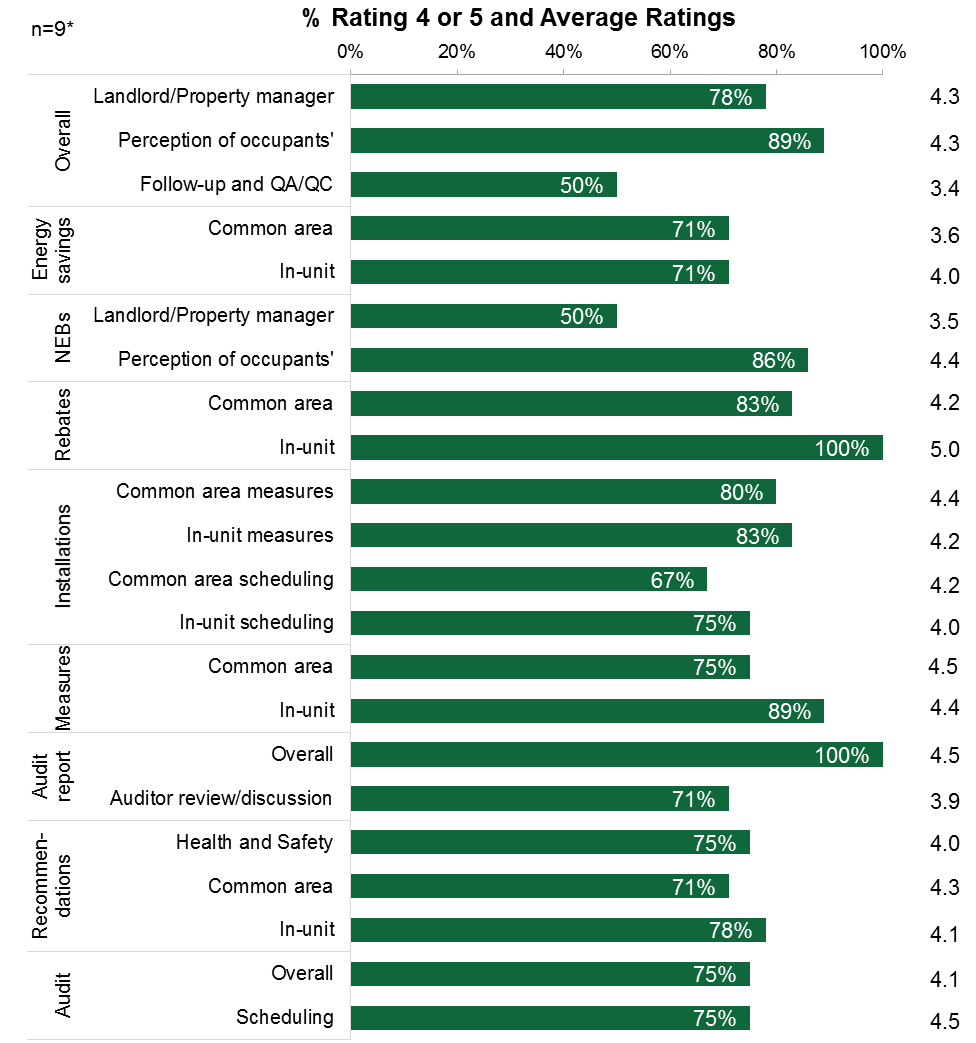 % Rating 4 or 5 and Average Ratings
n=9*
0% 20% 40% 60% 80% 100%
Overall
Landlord/Property manager 78% 4.3
Perception of occupants' 89% 4.3
Follow-up and QA/QC 50% 3.4
Energy
savings
Common area 71% 3.6
In-unit 71% 4.0
NEBs
Landlord/Property manager 50% 3.5
Perception of occupants' 86% 4.4
Rebates
Common area 83% 4.2
In-unit 100% 5.0
Installations
Common area measures 80% 4.4
In-unit measures 83% 4.2
Common area scheduling 67% 4.2
In-unit scheduling 75% 4.0
Measures
Common area 75% 4.5
In-unit 89% 4.4
Audit
report
Overall 100% 4.5
Auditor review/discussion 71% 3.9
Recommen-
dations
Health and Safety 75% 4.0
Common area 71% 4.3
In-unit 78% 4.1
Audit
Overall 75% 4.1
Scheduling 75% 4.5